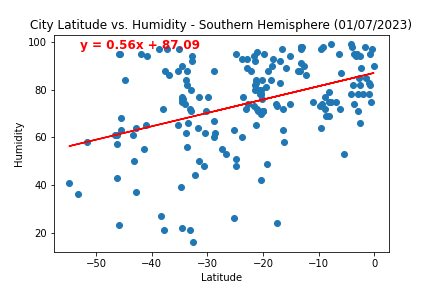 City Latitude vs. Humidity - Southern Hemisphere (01/07/2023)
y = 0.56x + 87.09
100
80
60
40
20
Humidity
−50
−40
−30
−20
−10
0
Latitude